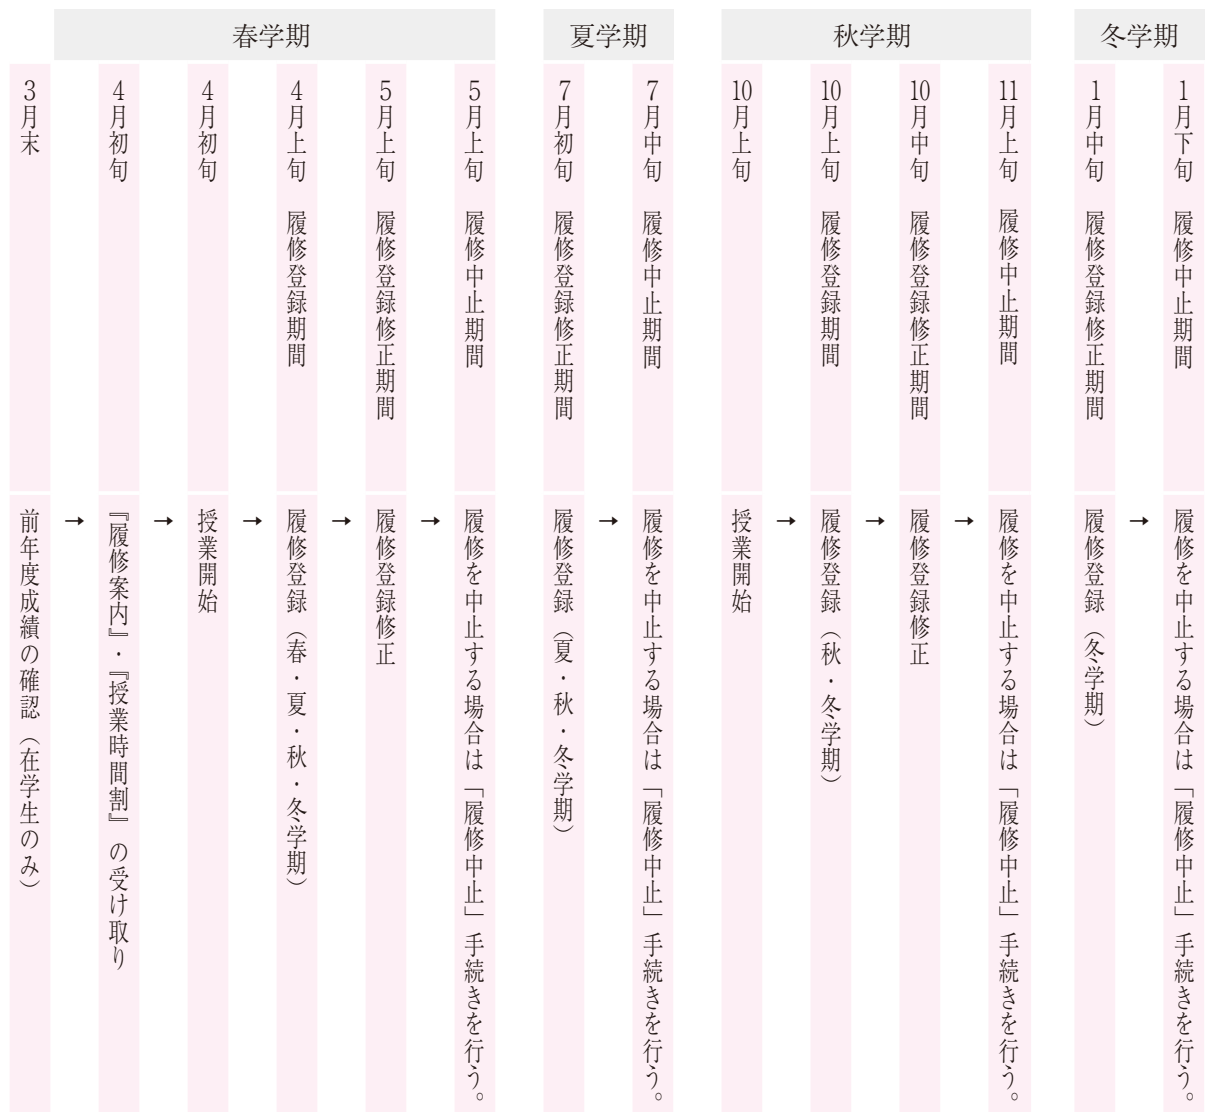 春学期
3月末
前年度成績の確認（在学生のみ）
→
4月初旬
『履修案内』・『授業時間割』の受け取り
→
4月初旬
授業開始
→
4月上旬 履修登録期間
履修登録（春・夏・秋・冬学期）
→
5月上旬 履修登録修正期間
履修登録修正
→
5月上旬 履修中止期間
履修を中止する場合は「履修中止」手続きを行う。
夏学期
7月初旬 履修登録修正期間
履修登録（夏・秋・冬学期）
→
7月中旬 履修中止期間
履修を中止する場合は「履修中止」手続きを行う。
秋学期
10月上旬
授業開始
→
10月上旬 履修登録期間
履修登録（秋・冬学期）
→
10月中旬 履修登録修正期間
履修登録修正
→
11月上旬 履修中止期間
履修を中止する場合は「履修中止」手続きを行う。
冬学期
1月中旬 履修登録修正期間
履修登録（冬学期）
→
1月下旬 履修中止期間
履修を中止する場合は「履修中止」手続きを行う。